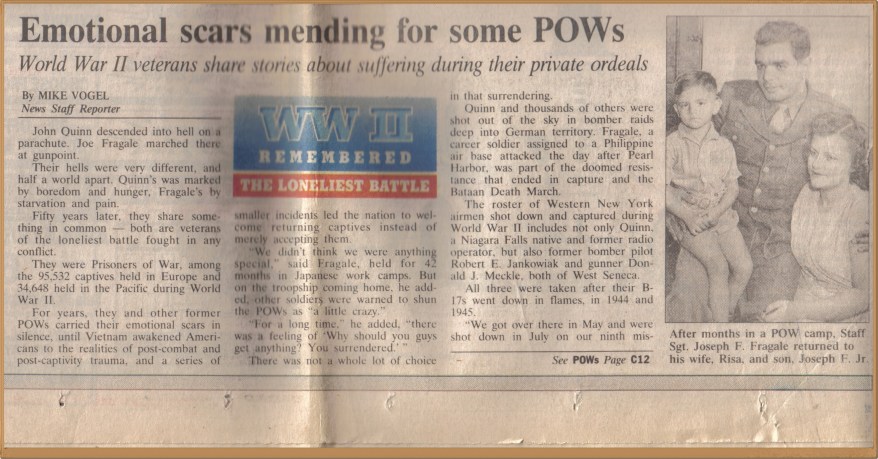 Emotional scars mending for some POWs
World War II veterans share stories about suffering during their private ordeals
By MIKE VOGEL
News Staff Reporter
John Quinn descended into hell on a
parachute. Joe Fragale marched there
at gunpoint.
Their hells were very different, and
half a world apart. Quinn's was marked
by boredom and hunger, Fragale's by
starvation and pain.
Fifty years later, they share some-
thing in common — both are veterans
of the loneliest battle fought in any
conflict.
They were Prisoners of War, among
the 95,532 captives held in Europe and
34,648 held in the Pacific during World
War II.
For years, they and other former
POWs carried their emotional scars in
silence, until Vietnam awakened Ameri-
cans to the realities of post-combat and
post-captivity trauma, and a series of
WW II
REMEMBERED
THE LONELIEST BATTLE
smaller incidents led the nation to wel-
come returning captives instead of
merely accepting them.
"We didn't think we were anything
special," said Fragale, held for 42
months in Japanese work camps. But
on the troopship coming home, he add-
ed, other soldiers were warned to shun
the POWs as "a little crazy."
"For a long time," he added, "there
was a feeling of 'Why should you guys
get anything? You surrendered.' "
There was not a whole lot of choice
in that surrendering.
Quinn and thousands of others were
shot out of the sky in bomber raids
deep into German territory. Fragale, a
career soldier assigned to a Philippine
air base attacked the day after Pearl
Harbor, was part of the doomed resis-
tance that ended in capture and the
Bataan Death March.
The roster of Western New York
airmen shot down and captured during
World War II includes not only Quinn,
a Niagara Falls native and former radio
operator, but also former bomber pilot
Robert E. Jankowiak and gunner Don-
ald J. Meckle, both of West Seneca.
All three were taken after their B-
17s went down in flames, in 1944 and
1945.
"We got over there in May and were
shot down in July on our ninth mis-
See POWs Page C12
After months in a POW camp, Staff
Sgt. Joseph F. Fragale returned to
his wife, Risa, and son, Joseph F. Jr